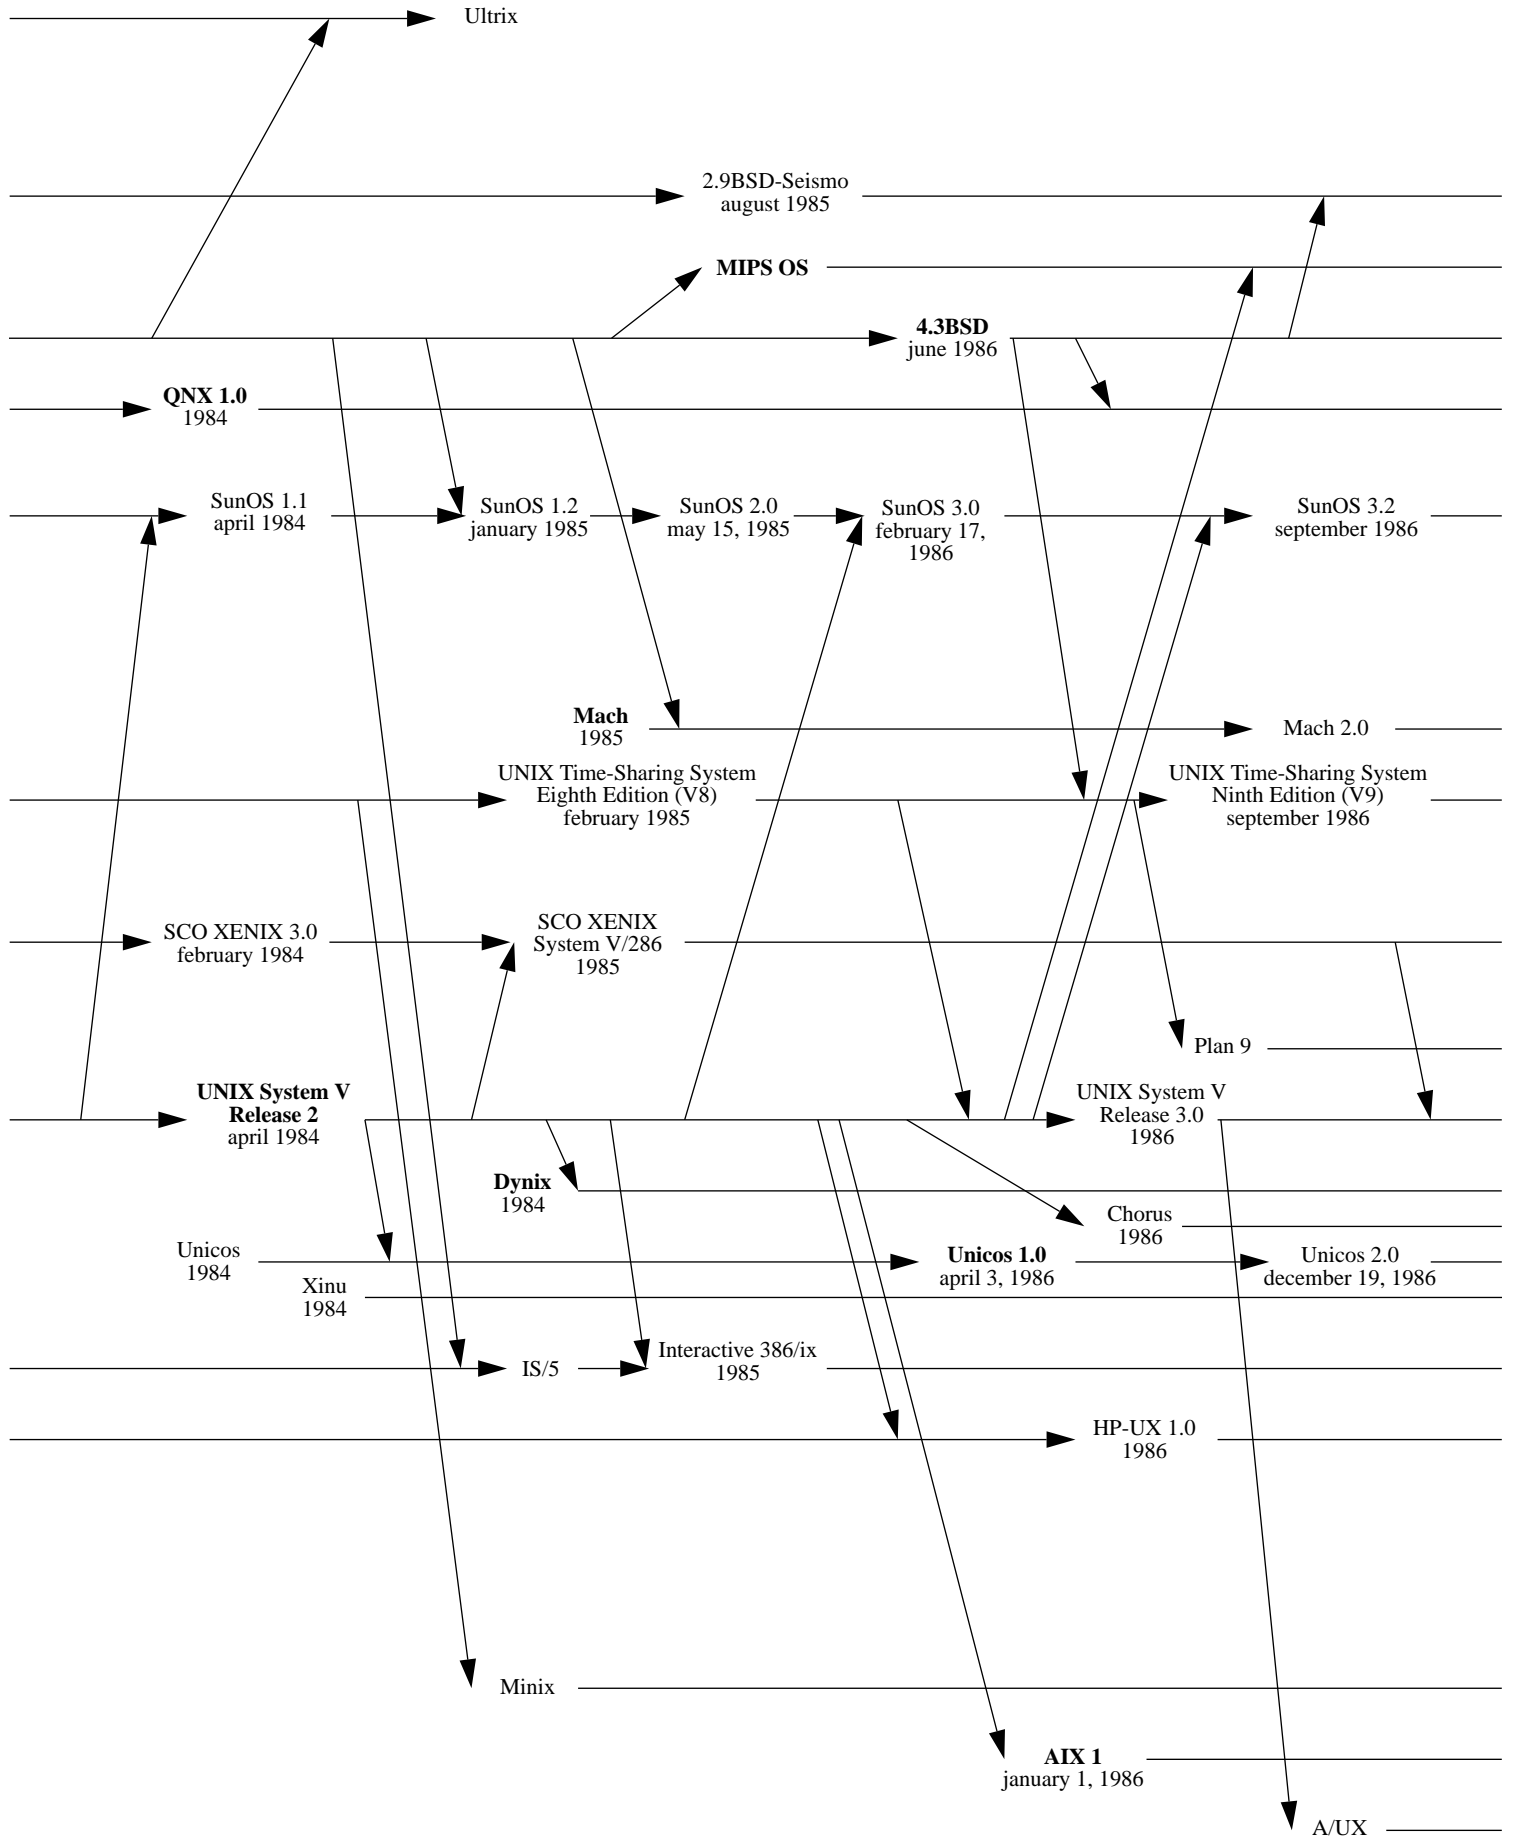 Ultrix
2.9BSD-Seismo
august 1985
MIPS OS
4.3BSD
june 1986
QNX 1.0
1984
SunOS 1.1
april 1984
SunOS 1.2
january 1985
SunOS 2.0
may 15, 1985
SunOS 3.0
february 17,
1986
SunOS 3.2
september 1986
Mach
1985
Mach 2.0
UNIX Time-Sharing System
Eighth Edition (V8)
february 1985
UNIX Time-Sharing System
Ninth Edition (V9)
september 1986
SCO XENIX 3.0
february 1984
SCO XENIX
System V/286
1985
Plan 9
UNIX System V
Release 2
april 1984
UNIX System V
Release 3.0
1986
Dynix
1984
Chorus
1986
Unicos
1984
Unicos 1.0
april 3, 1986
Unicos 2.0
december 19, 1986
Xinu
1984
IS/5
Interactive 386/ix
1985
HP-UX 1.0
1986
Minix
AIX 1
january 1, 1986
A/UX